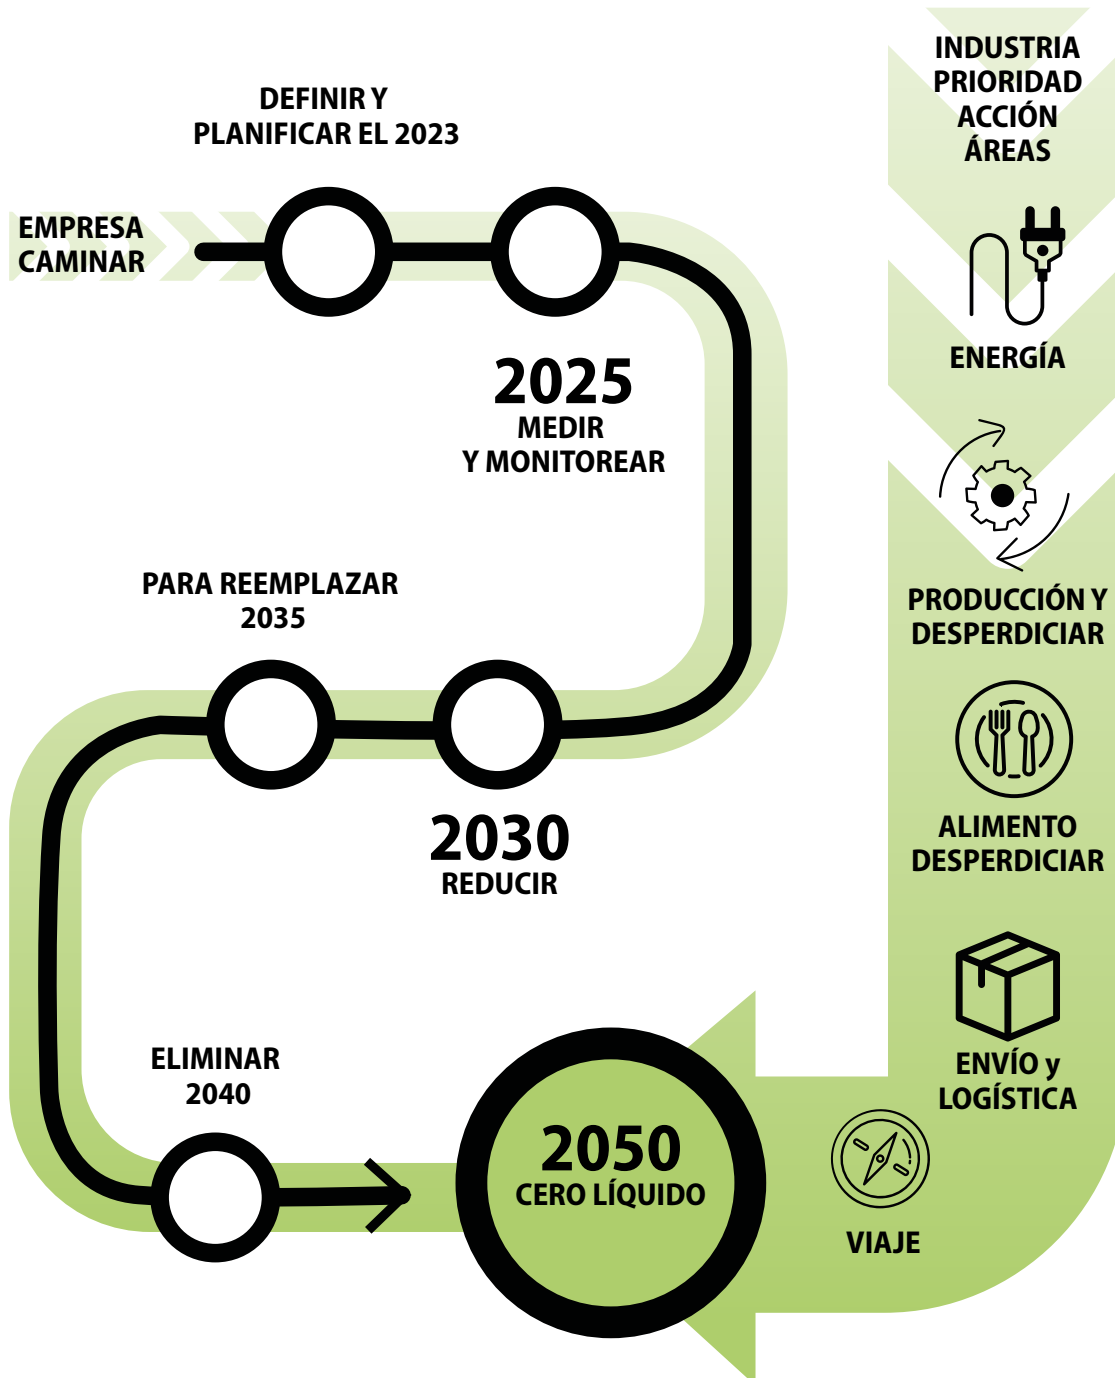 DEFINIR Y
PLANIFICAR EL 2023
EMPRESA
CAMINAR
2025
MEDIR
Y MONITOREAR
PARA REEMPLAZAR
2035
2030
REDUCIR
ELIMINAR
2040
2050
CERO LÍQUIDO
INDUSTRIA
PRIORIDAD
ACCIÓN
ÁREAS
ENERGÍA
PRODUCCIÓN Y
DESPERDICIAR
ALIMENTO
DESPERDICIAR
ENVÍO y
LOGÍSTICA
VIAJE